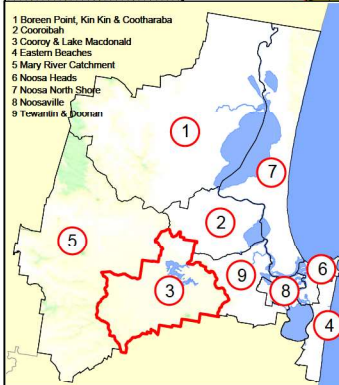 1 Boreen Point, Kin Kin & Cootharaba
2 Cooroibah
3 Cooroy & Lake Macdonald
4 Eastern Beaches
5 Mary River Catchment
6 Noosa Heads
7 Noosa North Shore
8 Noosaville
9 Tewantin & Doonan
1
7
2
5
6
9
3
8
4